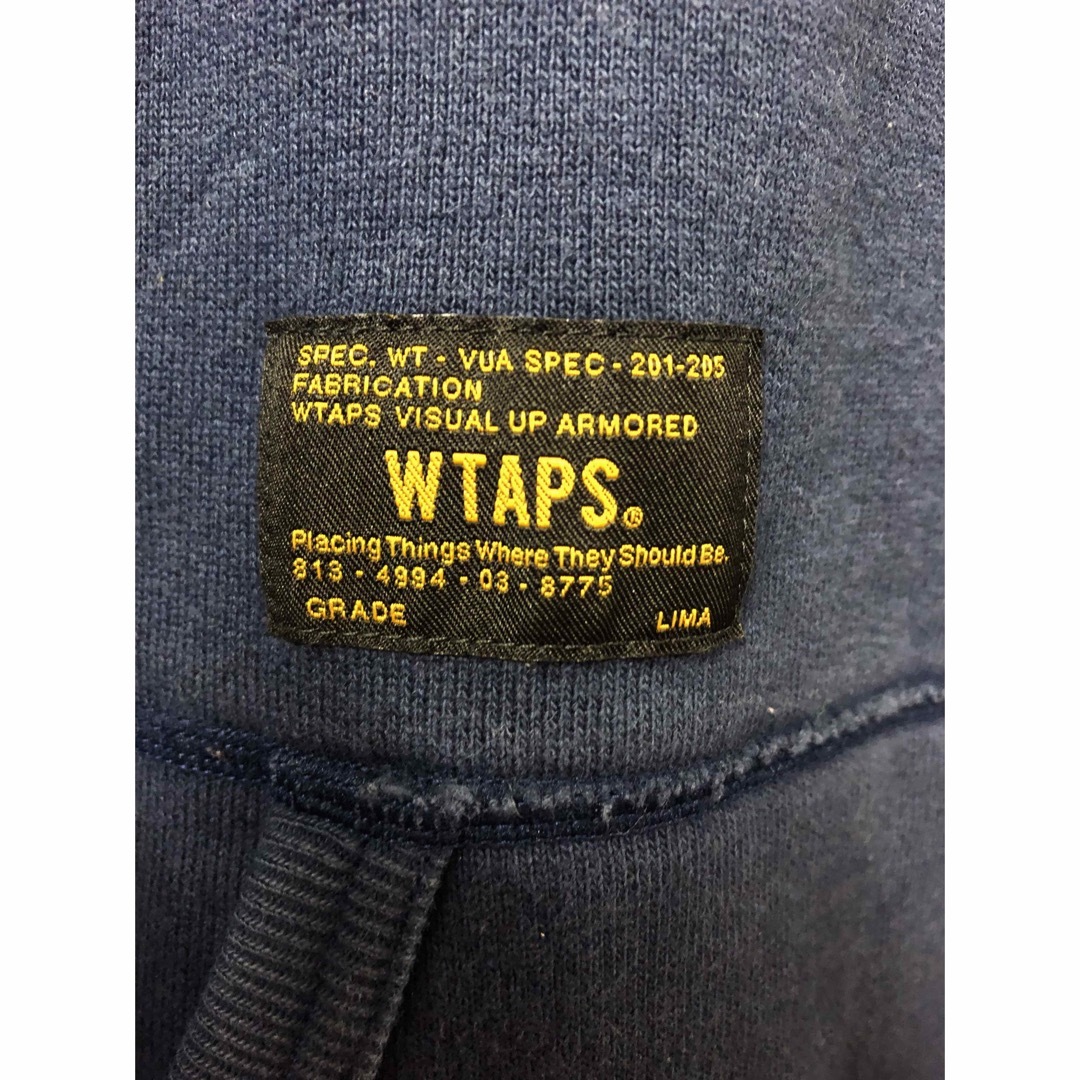 SPEC. WT - VUA SPEC - 201-205
FABRICATION
WTAPS VISUAL UP ARMORED
WTAPS.®
Placing Things Where They Should Be.
813 - 4994 - 03 - 8775
GRADE LIMA